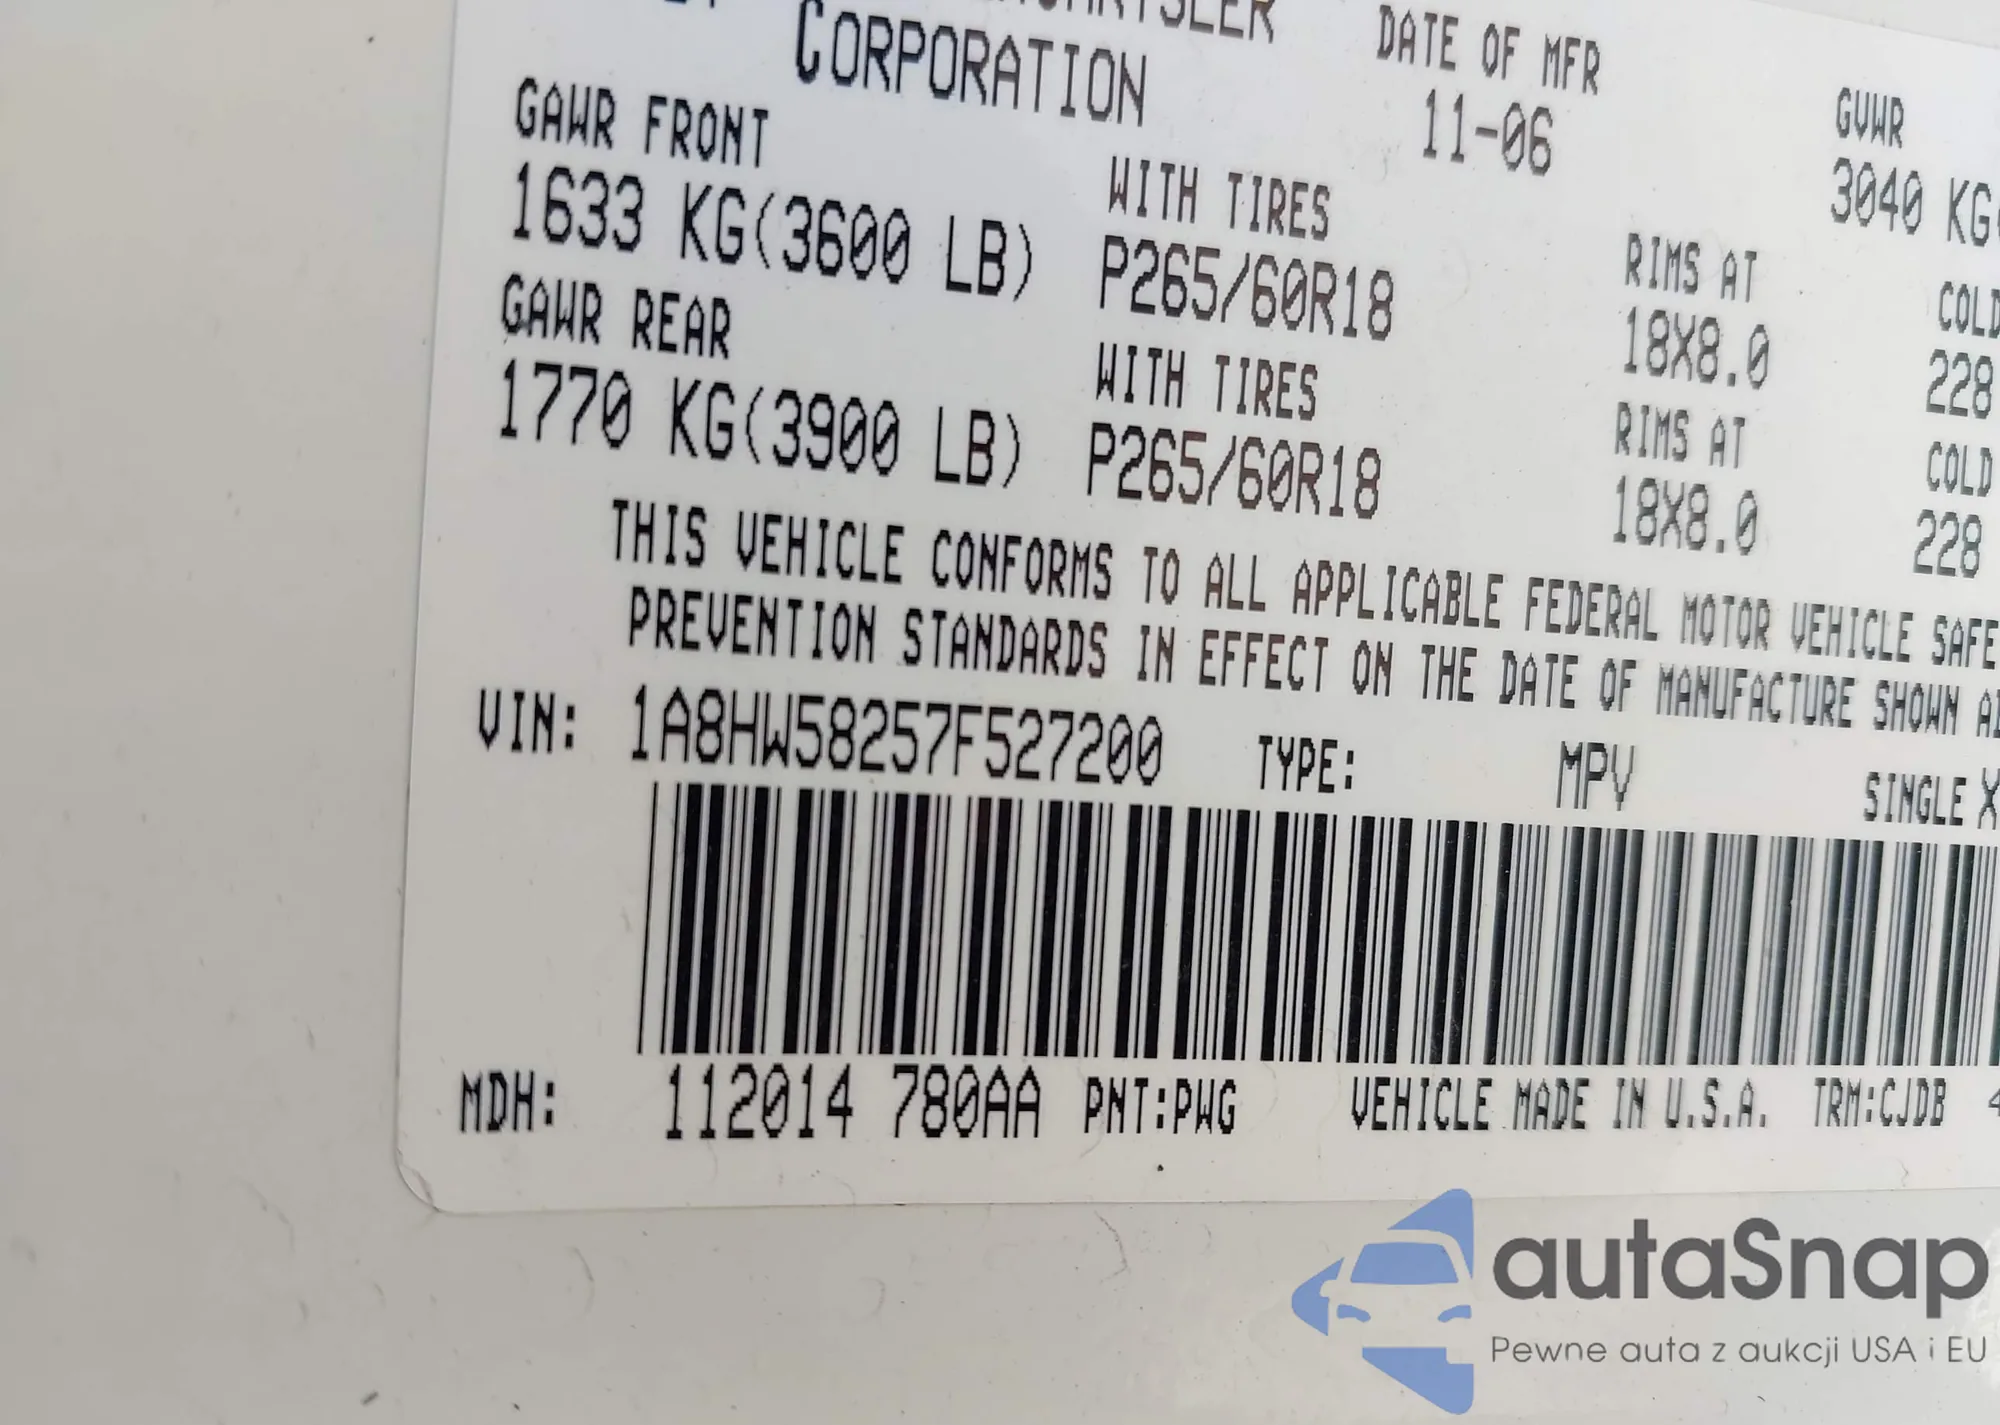 CORPORATION
DATE OF MFR
11-06
GVWR
3040 KG(
GAWR FRONT
1633 KG(3600 LB)
WITH TIRES
P265/60R18
RIMS AT
18X8.0
COLD
228
GAWR REAR
1770 KG(3900 LB)
WITH TIRES
P265/60R18
RIMS AT
18X8.0
COLD
228
THIS VEHICLE CONFORMS TO ALL APPLICABLE FEDERAL MOTOR VEHICLE SAFE
PREVENTION STANDARDS IN EFFECT ON THE DATE OF MANUFACTURE SHOWN
VIN: 1A8HW58257F527200 TYPE: MPV SINGLE X
MDH: 112014 780AA PNT:PWG VEHICLE MADE IN U.S.A. TRM:CJDB
autaSnap
Pewne auta z aukcji USA i EU